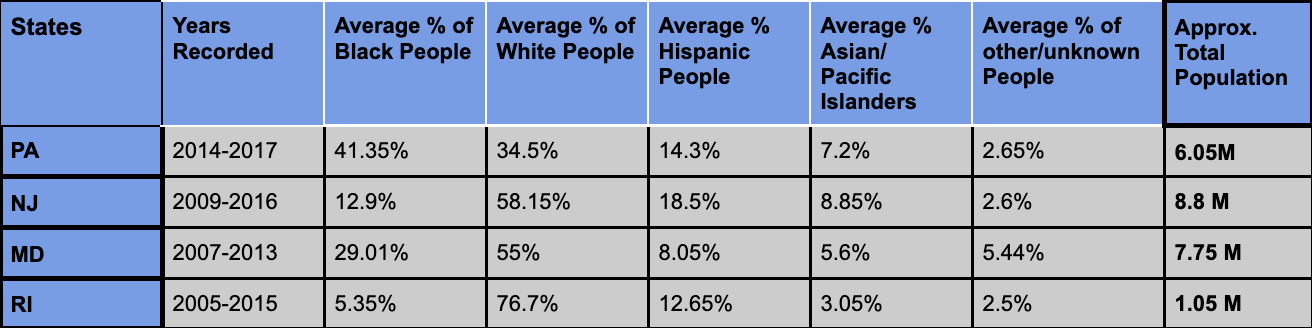 States
Years
Recorded
Average % of
Black People
Average % of
White People
Average %
Hispanic
People
Average %
Asian/
Pacific
Islanders
Average % of
other/unknown
People
Approx.
Total
Population
PA
2014-2017
41.35%
34.5%
14.3%
7.2%
2.65%
6.05M
NJ
2009-2016
12.9%
58.15%
18.5%
8.85%
2.6%
8.8 M
MD
2007-2013
29.01%
55%
8.05%
5.6%
5.44%
7.75 M
RI
2005-2015
5.35%
76.7%
12.65%
3.05%
2.5%
1.05 M